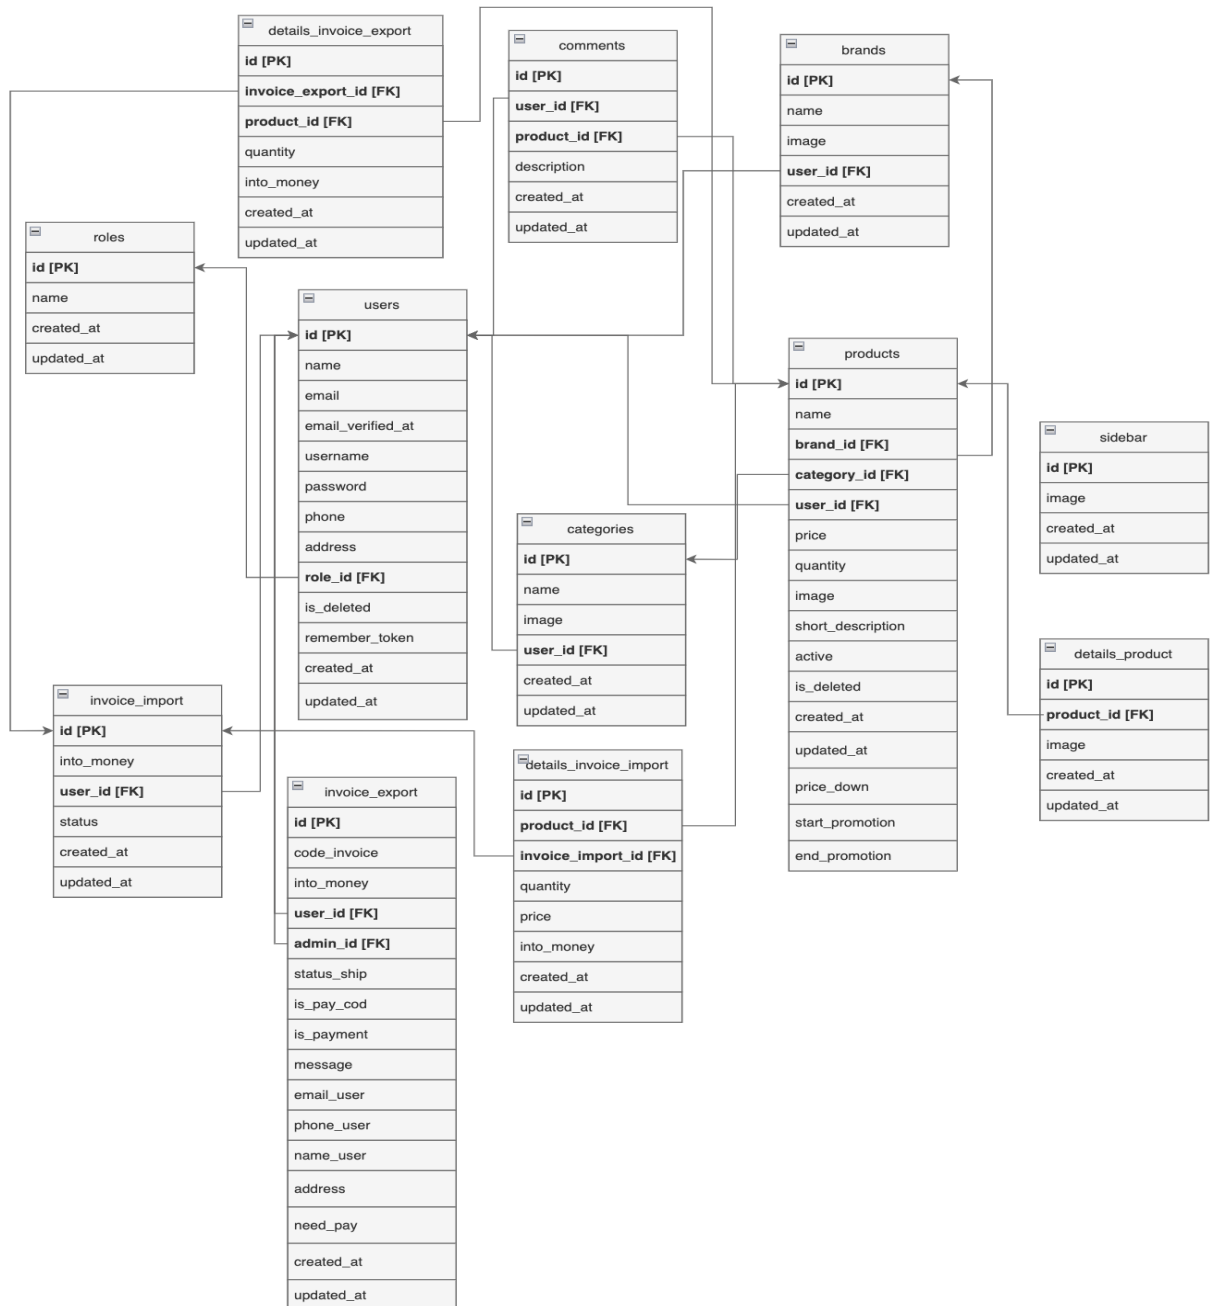 details_invoice_export
id [PK]
invoice_export_id [FK]
product_id [FK]
quantity
into_money
created_at
updated_at
comments
id [PK]
user_id [FK]
product_id [FK]
description
created_at
updated_at
brands
id [PK]
name
image
user_id [FK]
created_at
updated_at
roles
id [PK]
name
created_at
updated_at
users
id [PK]
name
email
email_verified_at
username
password
phone
address
role_id [FK]
is_deleted
remember_token
created_at
updated_at
products
id [PK]
name
brand_id [FK]
category_id [FK]
user_id [FK]
price
quantity
image
short_description
active
is_deleted
created_at
updated_at
price_down
start_promotion
end_promotion
sidebar
id [PK]
image
created_at
updated_at
categories
id [PK]
name
image
user_id [FK]
created_at
updated_at
details_product
id [PK]
product_id [FK]
image
created_at
updated_at
invoice_import
id [PK]
into_money
user_id [FK]
status
created_at
updated_at
invoice_export
id [PK]
code_invoice
into_money
user_id [FK]
admin_id [FK]
status_ship
is_pay_cod
is_payment
message
email_user
phone_user
name_user
address
need_pay
created_at
updated_at
details_invoice_import
id [PK]
product_id [FK]
invoice_import_id [FK]
quantity
price
into_money
created_at
updated_at